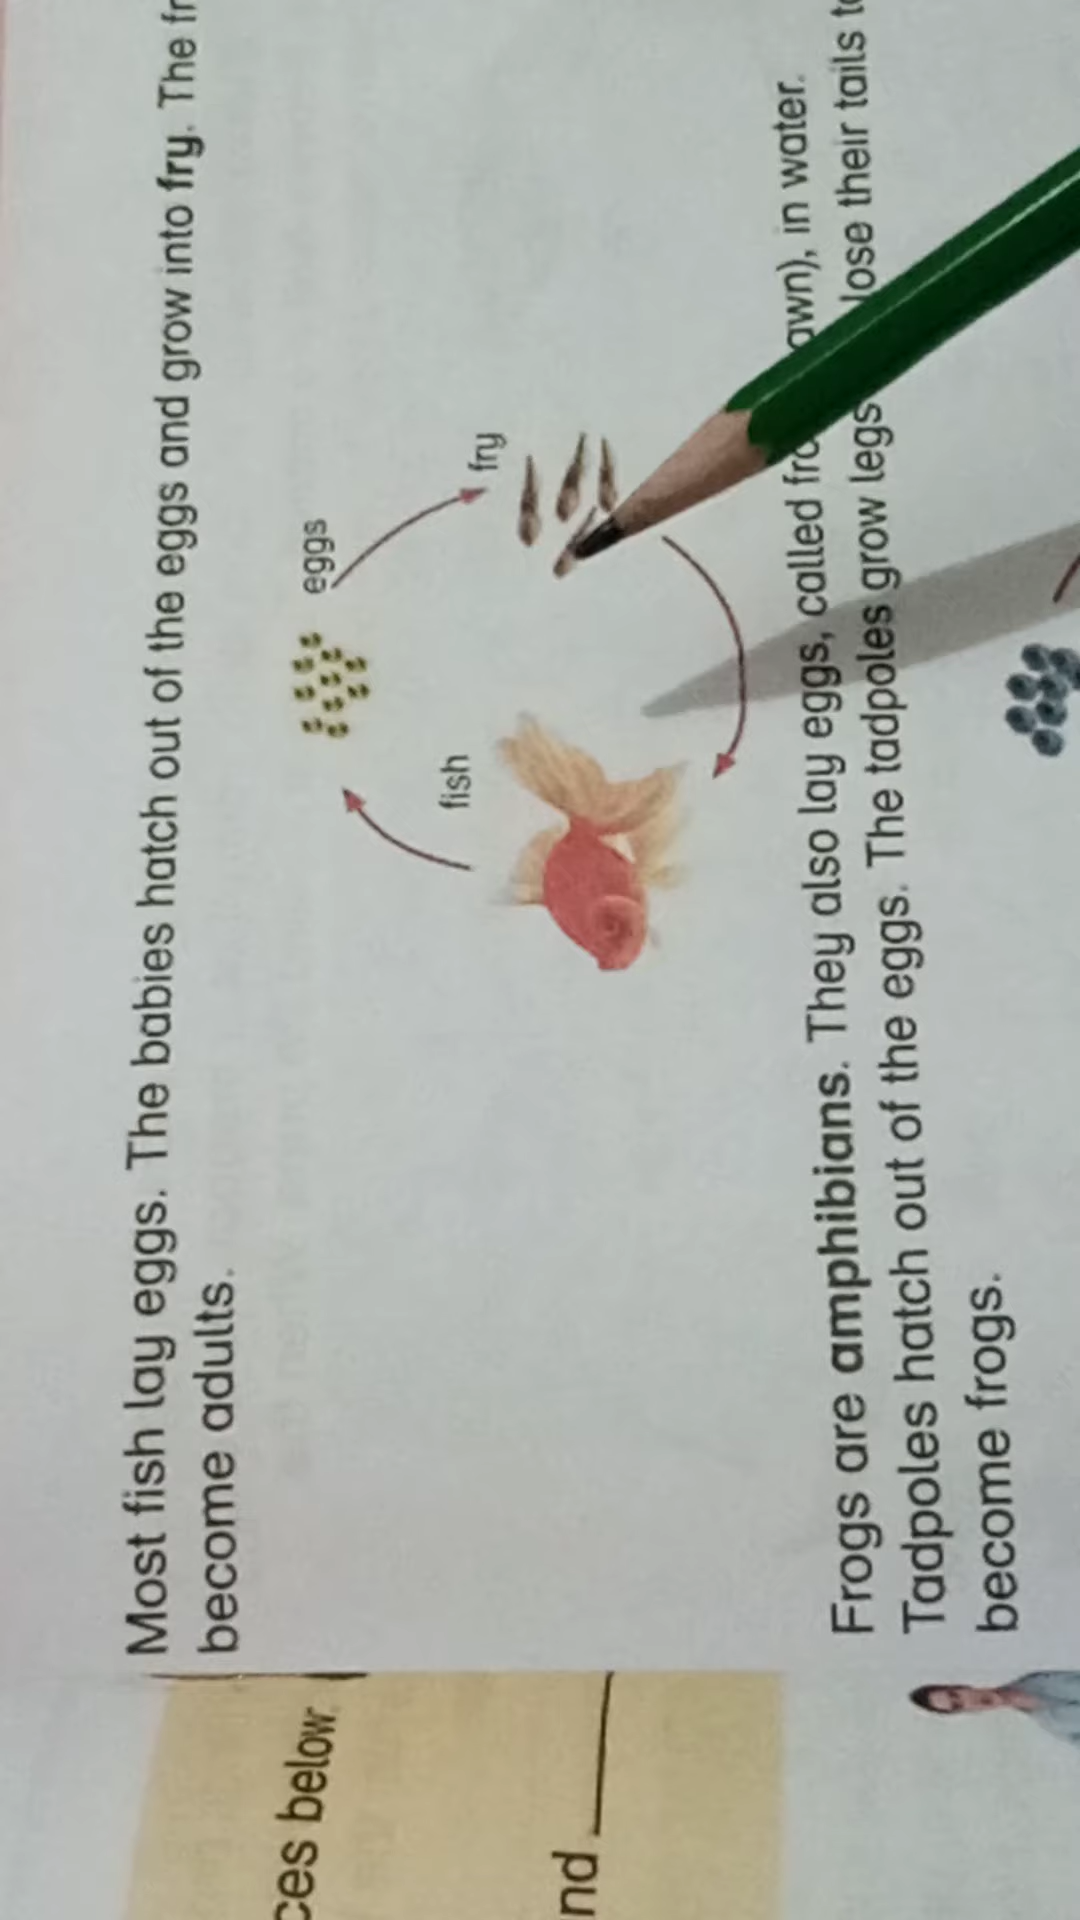 Most fish lay eggs. The babies hatch out of the eggs and grow into fry. The
become adults.
eggs
fry
fish
Frogs are amphibians. They also lay eggs, called in water.
Tadpoles hatch out of the eggs. The tadpoles grow legs lose their tails
become frogs.
below.